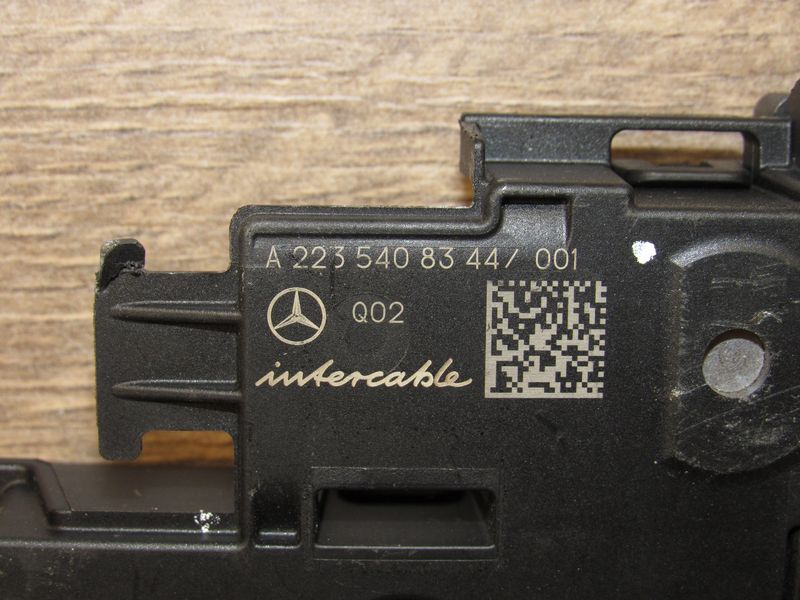 A 223 540 83 44/ 001
Q02
intercable